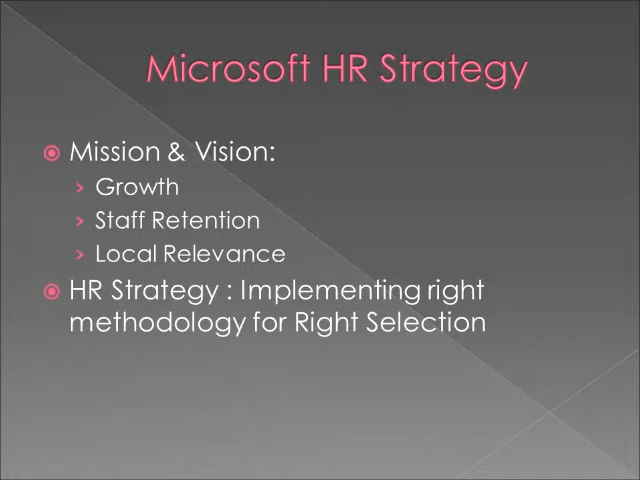 Microsoft HR Strategy
Mission & Vision:
Growth
Staff Retention
Local Relevance
HR Strategy : Implementing right
methodology for Right Selection